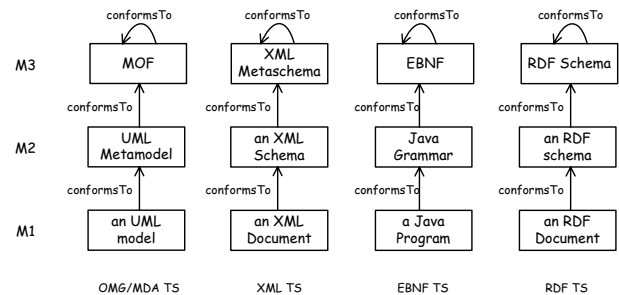 conformsTo conformsTo conformsTo conformsTo
M3 MOF XML Metaschema EBNF RDF Schema
conformsTo conformsTo conformsTo conformsTo
M2 UML Metamodel an XML Schema Java Grammar an RDF schema
conformsTo conformsTo conformsTo conformsTo
M1 an UML model an XML Document a Java Program an RDF Document
OMG/MDA TS XML TS EBNF TS RDF TS